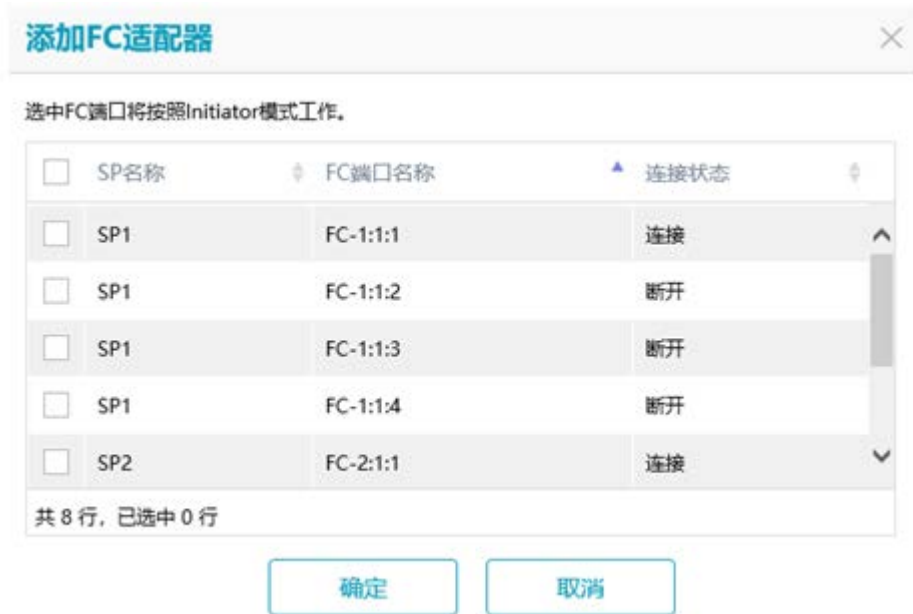 添加FC适配器
选中FC端口将按照Initiator模式工作。
SP名称 FC端口名称 连接状态
SP1 FC-1:1:1 连接
SP1 FC-1:1:2 断开
SP1 FC-1:1:3 断开
SP1 FC-1:1:4 断开
SP2 FC-2:1:1 连接
共 8 行，已选中 0 行
确定 取消